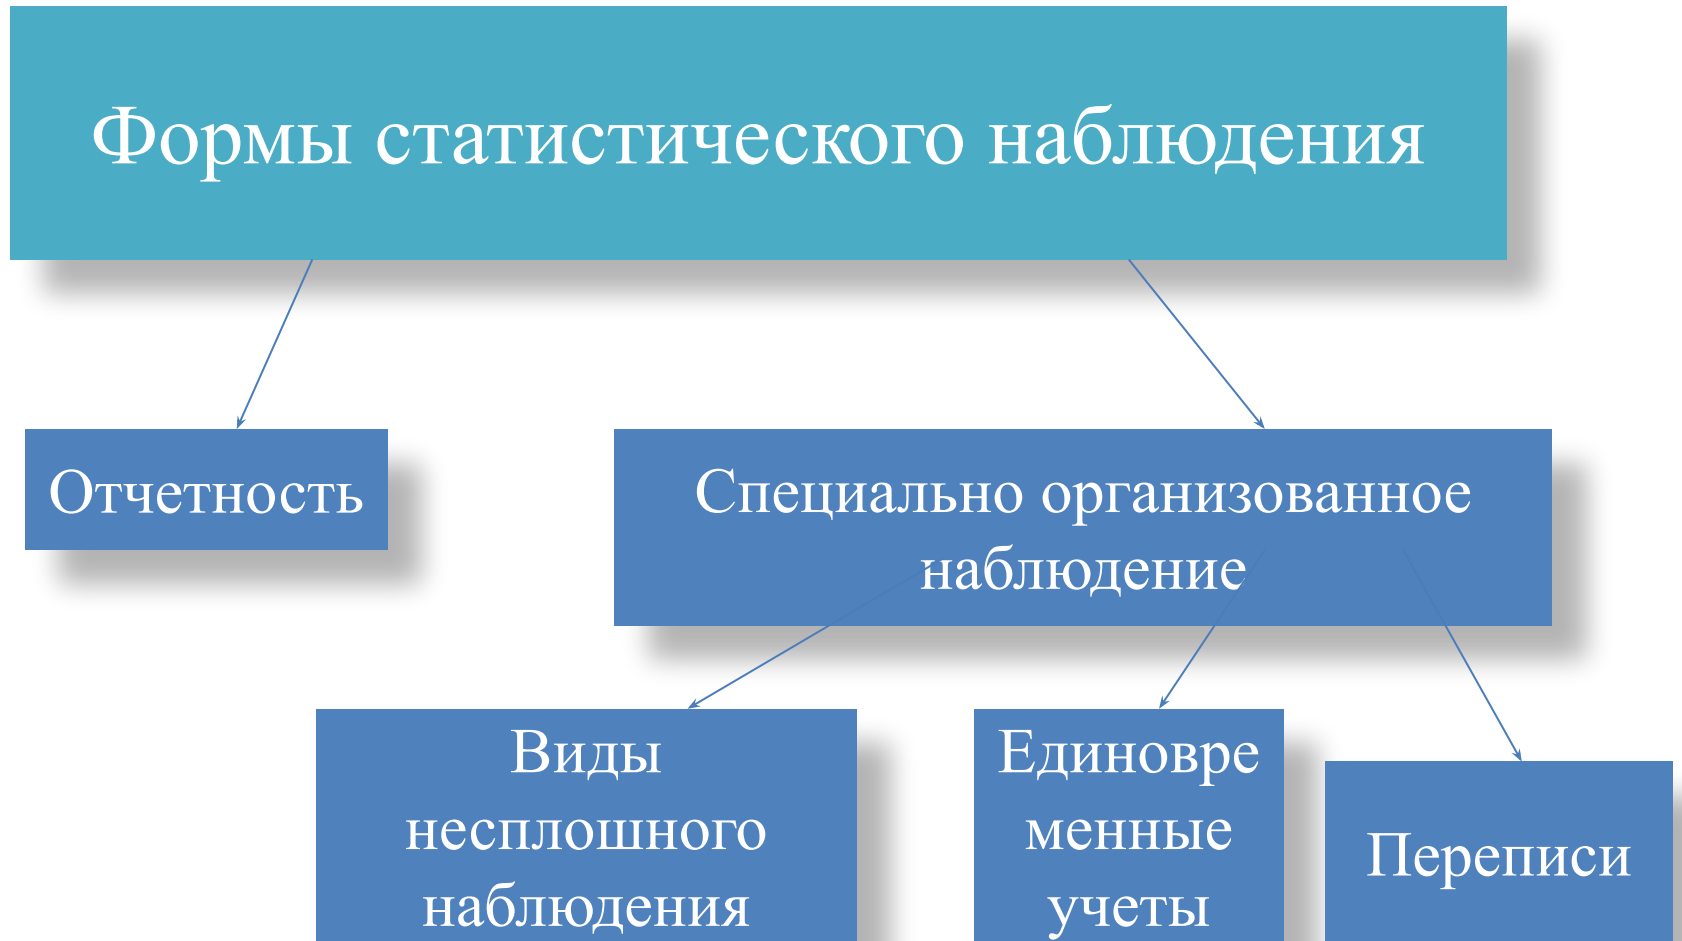 Формы статистического наблюдения
Отчетность
Специально организованное
наблюдение
Виды
несплошного
наблюдения
Единовре
менные
учеты
Переписи